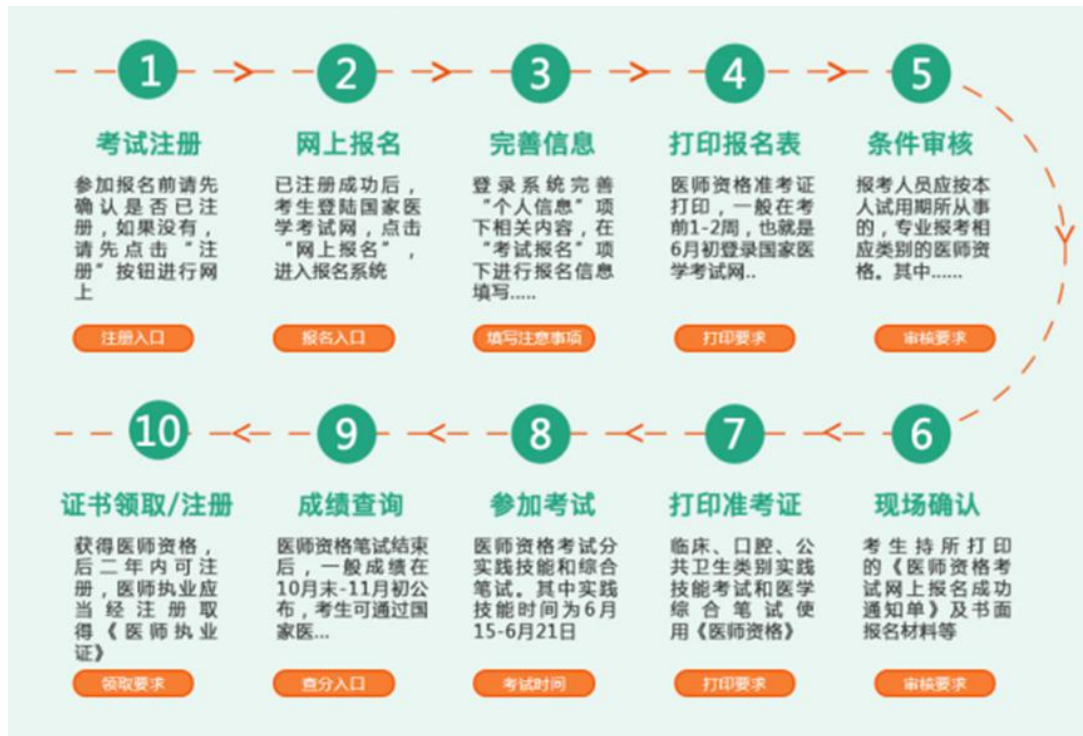 1
考试注册
参加报名前请先
确认是否已注
册，如果没有，
请先点击“注
册”按钮进行网
上
注册入口
2
网上报名
已注册成功后，
考生登陆国家医
学考试网，点击
“网上报名”，
进入报名系统
报名入口
3
完善信息
登录系统完善
“个人信息”项
下相关内容，在
“考试报名”项
下进行报名信息
填写.....
填写注意事项
4
打印报名表
医师资格准考证
打印，一般在考
前1-2周，也就是
6月初登录国家医
学考试网..
打印要求
5
条件审核
报考人员应按本
人试用期所从事
的，专业报考相
应类别的医师资
格。其中......
审核要求
6
现场确认
考生持所打印
的《医师资格考
试网上报名成功
通知单》及书面
报名材料等
审核要求
7
打印准考证
临床、口腔、公
共卫生类别实践
技能考试和医学
综合笔试使
用《医师资格》
打印要求
8
参加考试
医师资格考试分
实践技能和综合
笔试。其中实践
技能时间为6月
15-6月21日
考试时间
9
成绩查询
医师资格笔试结束
后，一般成绩在
10月末-11月初公
布，考生可通过国
家医...
查分入口
10
证书领取/注册
获得医师资格，
后二年内可注
册，医师执业应
当经注册取
得《医师执业
证》
领取要求